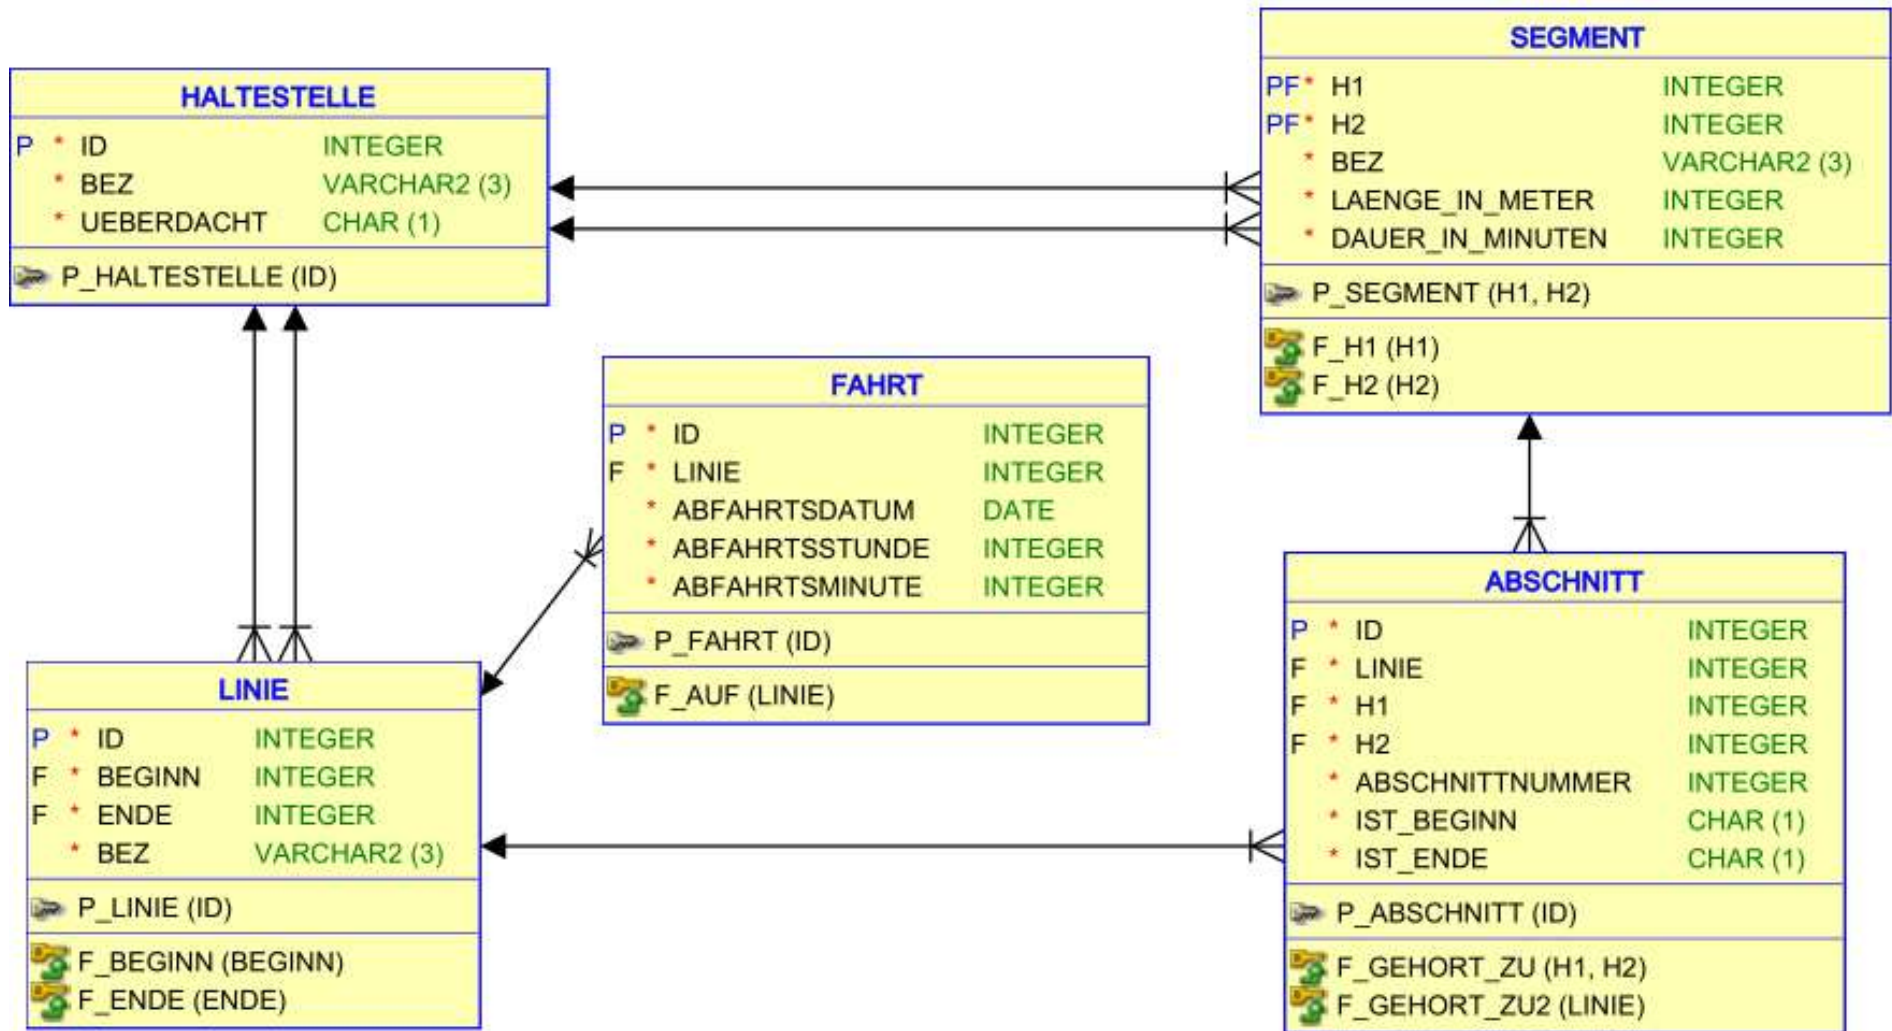 HALTESTELLE
P * ID INTEGER
* BEZ VARCHAR2 (3)
* UEBERDACHT CHAR (1)
P_HALTESTELLE (ID)
SEGMENT
PF* H1 INTEGER
PF* H2 INTEGER
* BEZ VARCHAR2 (3)
* LAENGE_IN_METER INTEGER
* DAUER_IN_MINUTEN INTEGER
P_SEGMENT (H1, H2)
F_H1 (H1)
F_H2 (H2)
FAHRT
P * ID INTEGER
F * LINIE INTEGER
* ABFAHRTSDATUM DATE
* ABFAHRTSSTUNDE INTEGER
* ABFAHRTSMINUTE INTEGER
P_FAHRT (ID)
F_AUF (LINIE)
LINIE
P * ID INTEGER
F * BEGINN INTEGER
F * ENDE INTEGER
* BEZ VARCHAR2 (3)
P_LINIE (ID)
F_BEGINN (BEGINN)
F_ENDE (ENDE)
ABSCHNITT
P * ID INTEGER
F * LINIE INTEGER
F * H1 INTEGER
F * H2 INTEGER
* ABSCHNITTNUMMER INTEGER
* IST_BEGINN CHAR (1)
* IST_ENDE CHAR (1)
P_ABSCHNITT (ID)
F_GEHORT_ZU (H1, H2)
F_GEHORT_ZU2 (LINIE)